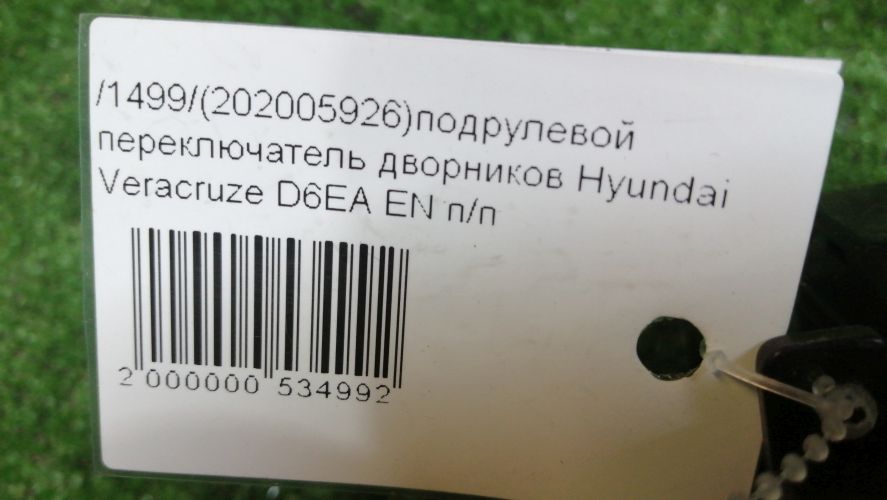 /1499/(202005926)подрулевой
переключатель дворников Hyundai
Veracruze D6EA EN п/п
2 000000 534992